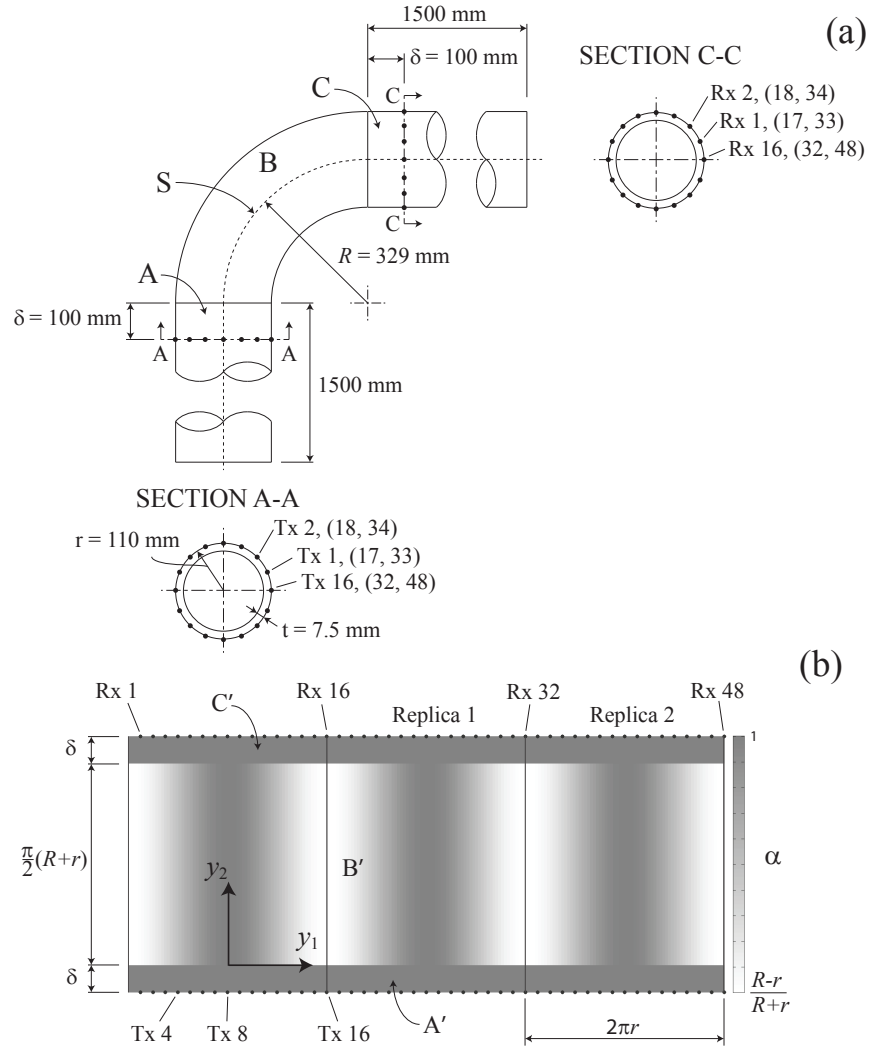 (a)
1500 mm
δ = 100 mm
SECTION C-C
C
C
Rx 2, (18, 34)
Rx 1, (17, 33)
Rx 16, (32, 48)
B
S
C
R = 329 mm
A
δ = 100 mm
A
A
1500 mm
SECTION A-A
r = 110 mm
Tx 2, (18, 34)
Tx 1, (17, 33)
Tx 16, (32, 48)
t = 7.5 mm
(b)
Rx 1
Rx 16
Rx 32
Rx 48
C′
Replica 1
Replica 2
δ
1
π/2 (R+r)
y₂
B′
α
y₁
δ
R-r/R+r
Tx 4
Tx 8
Tx 16
A′
2πr